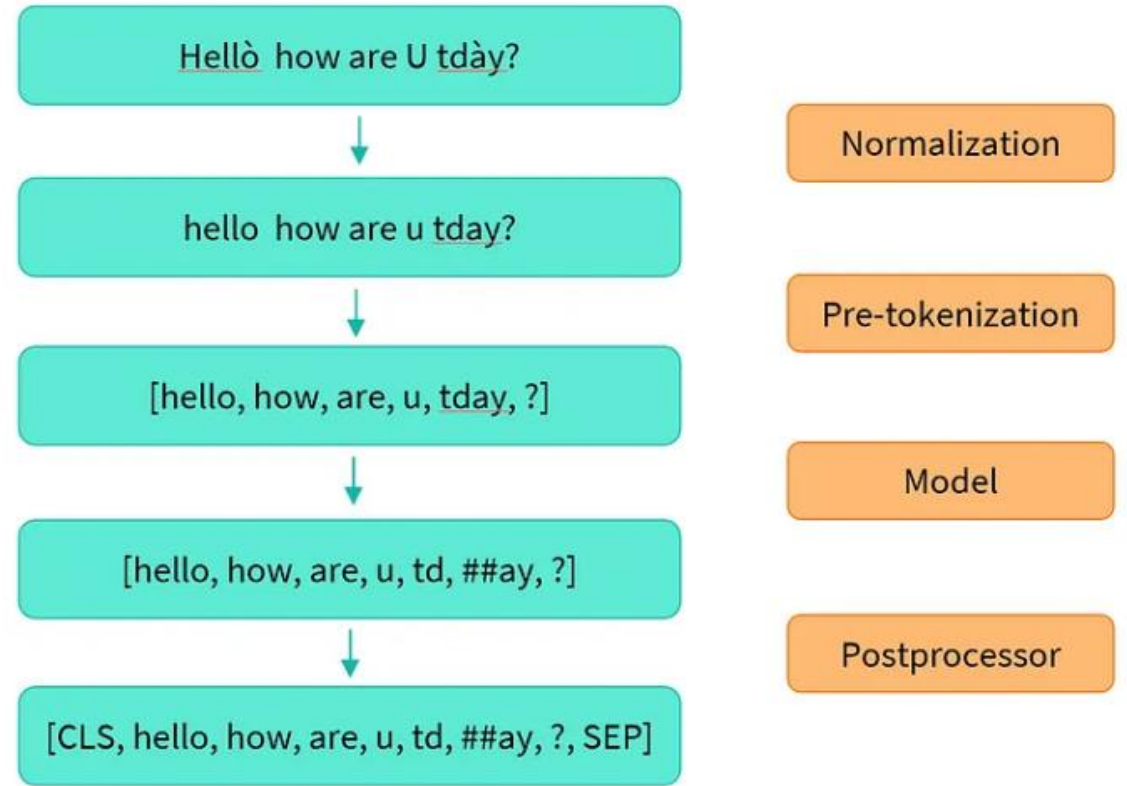 Hellò  how are U tdày?
Normalization
hello  how are u tday?
Pre-tokenization
[hello, how, are, u, tday, ?]
Model
[hello, how, are, u, td, ##ay, ?]
Postprocessor
[CLS, hello, how, are, u, td, ##ay, ?, SEP]